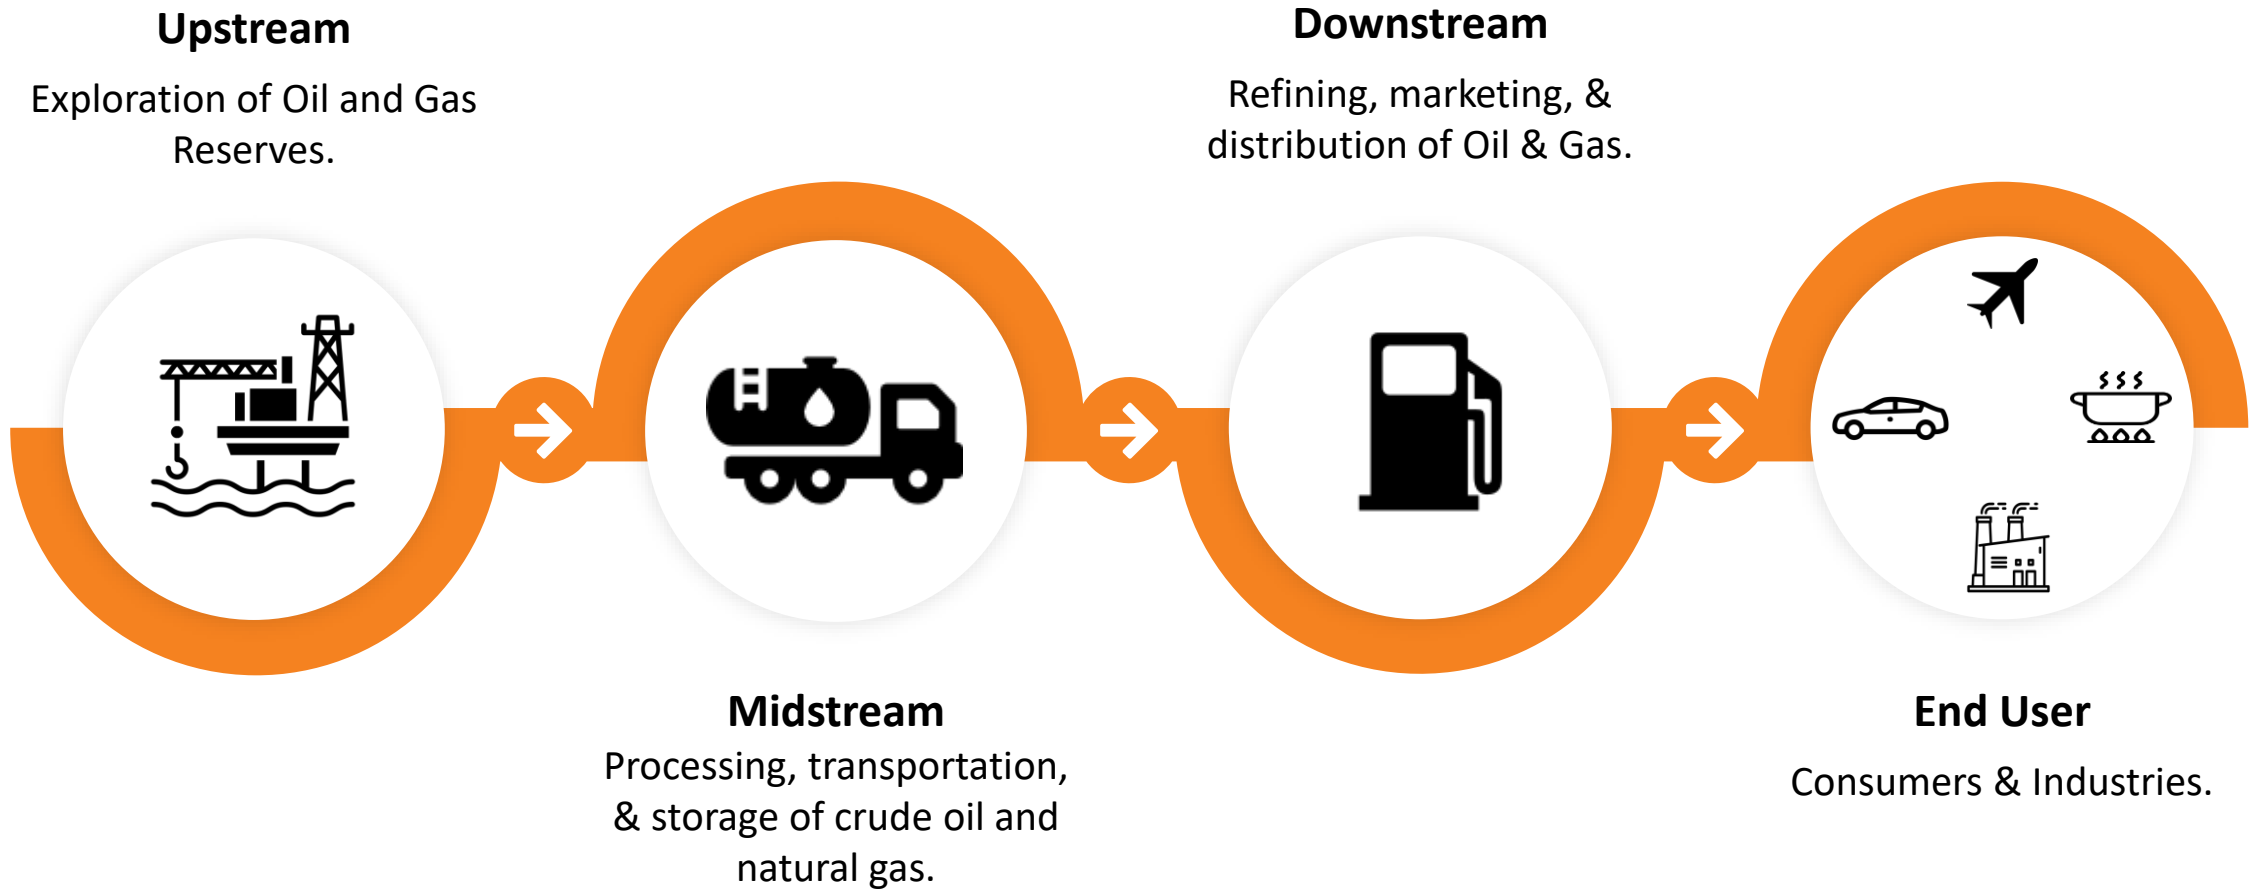 Upstream
Exploration of Oil and Gas
Reserves.
Midstream
Processing, transportation,
& storage of crude oil and
natural gas.
Downstream
Refining, marketing, &
distribution of Oil & Gas.
End User
Consumers & Industries.